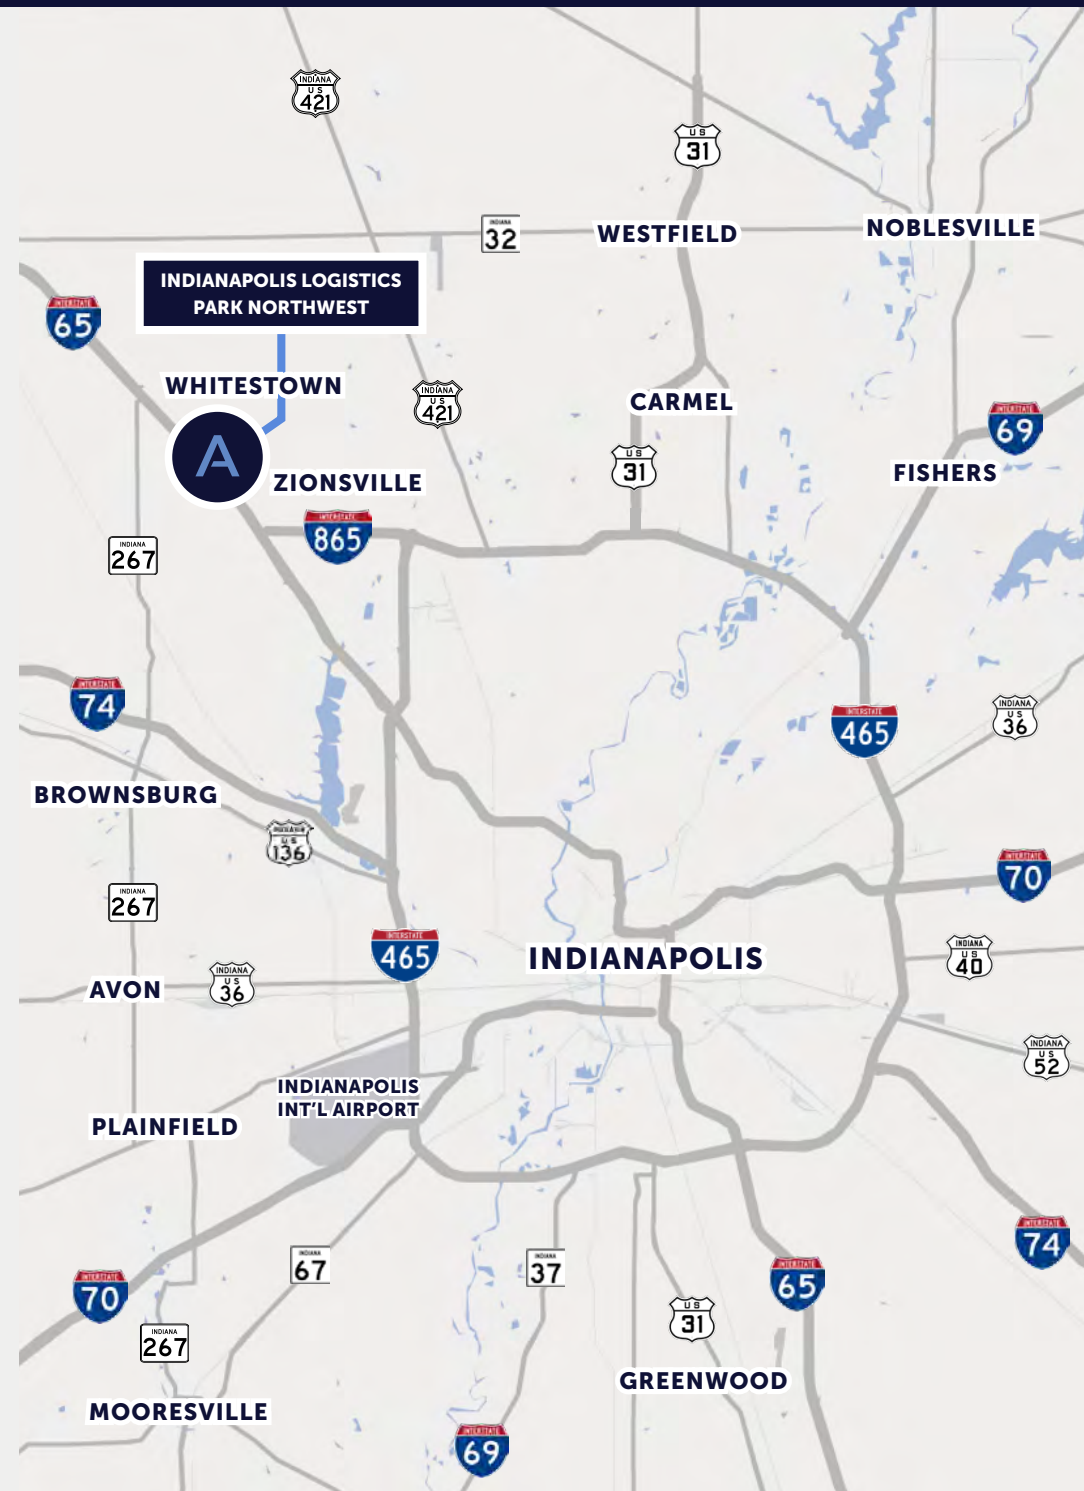 INDIANA
US
421
US
31
INDIANA
32
WESTFIELD
NOBLESVILLE
INDIANAPOLIS LOGISTICS
PARK NORTHWEST
INTERSTATE
65
WHITESTOWN
INDIANA
US
421
CARMEL
INTERSTATE
69
A
US
31
FISHERS
ZIONSVILLE
INTERSTATE
865
INDIANA
267
INTERSTATE
74
INTERSTATE
465
INDIANA
US
36
BROWNSBURG
INDIANA
US
136
INTERSTATE
70
INDIANA
267
INTERSTATE
465
INDIANAPOLIS
INDIANA
US
40
AVON
INDIANA
US
36
INDIANA
US
52
INDIANAPOLIS
INT'L AIRPORT
PLAINFIELD
INTERSTATE
74
INDIANA
67
INDIANA
37
INTERSTATE
65
INTERSTATE
70
US
31
INDIANA
267
GREENWOOD
MOORESVILLE
INTERSTATE
69